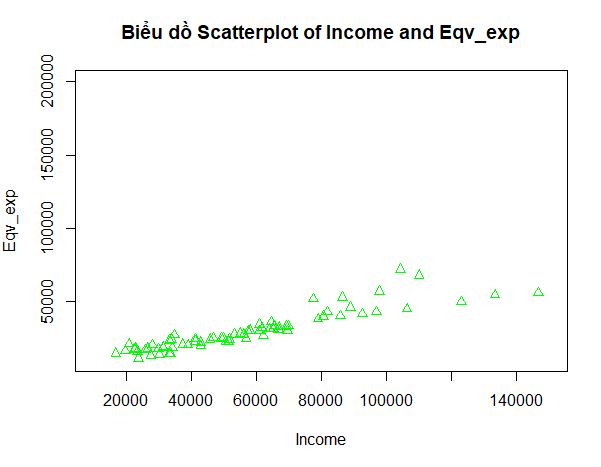 Biểu dồ Scatterplot of Income and Eqv_exp
200000
150000
100000
50000
Eqv_exp
20000 40000 60000 80000 100000 140000
Income